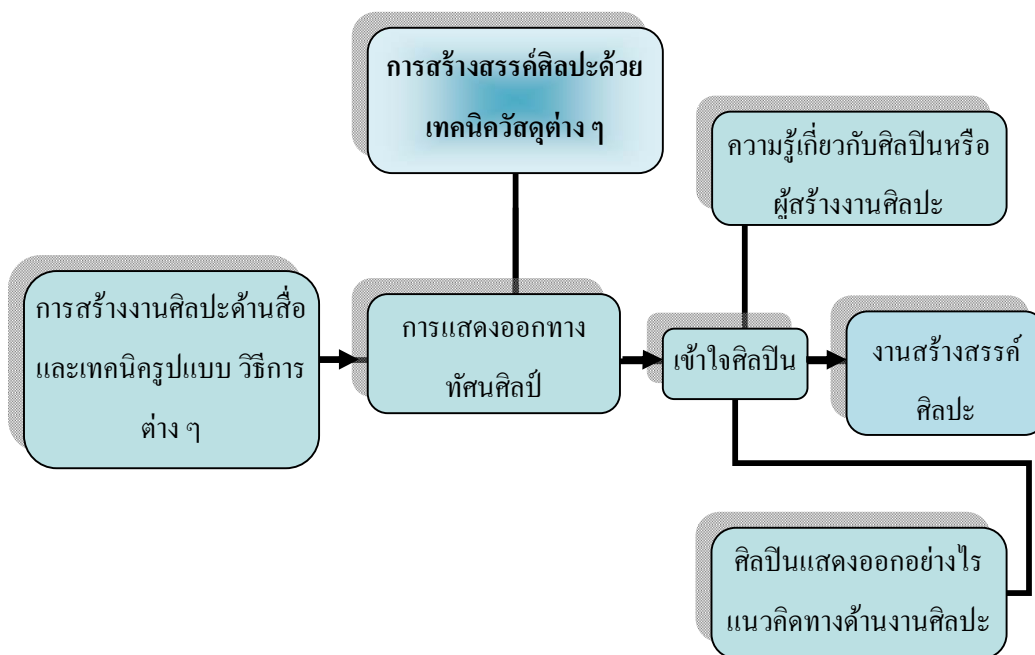 การสร้างสรรค์ศิลปะด้วย
เทคนิควัสดุต่าง ๆ
ความรู้เกี่ยวกับศิลปินหรือ
ผู้สร้างงานศิลปะ
การสร้างงานศิลปะด้านสื่อ
และเทคนิครูปแบบ วิธีการ
ต่าง ๆ
การแสดงออกทาง
ทัศนศิลป์
เข้าใจศิลปิน
งานสร้างสรรค์
ศิลปะ
ศิลปินแสดงออกอย่างไร
แนวคิดทางด้านงานศิลปะ